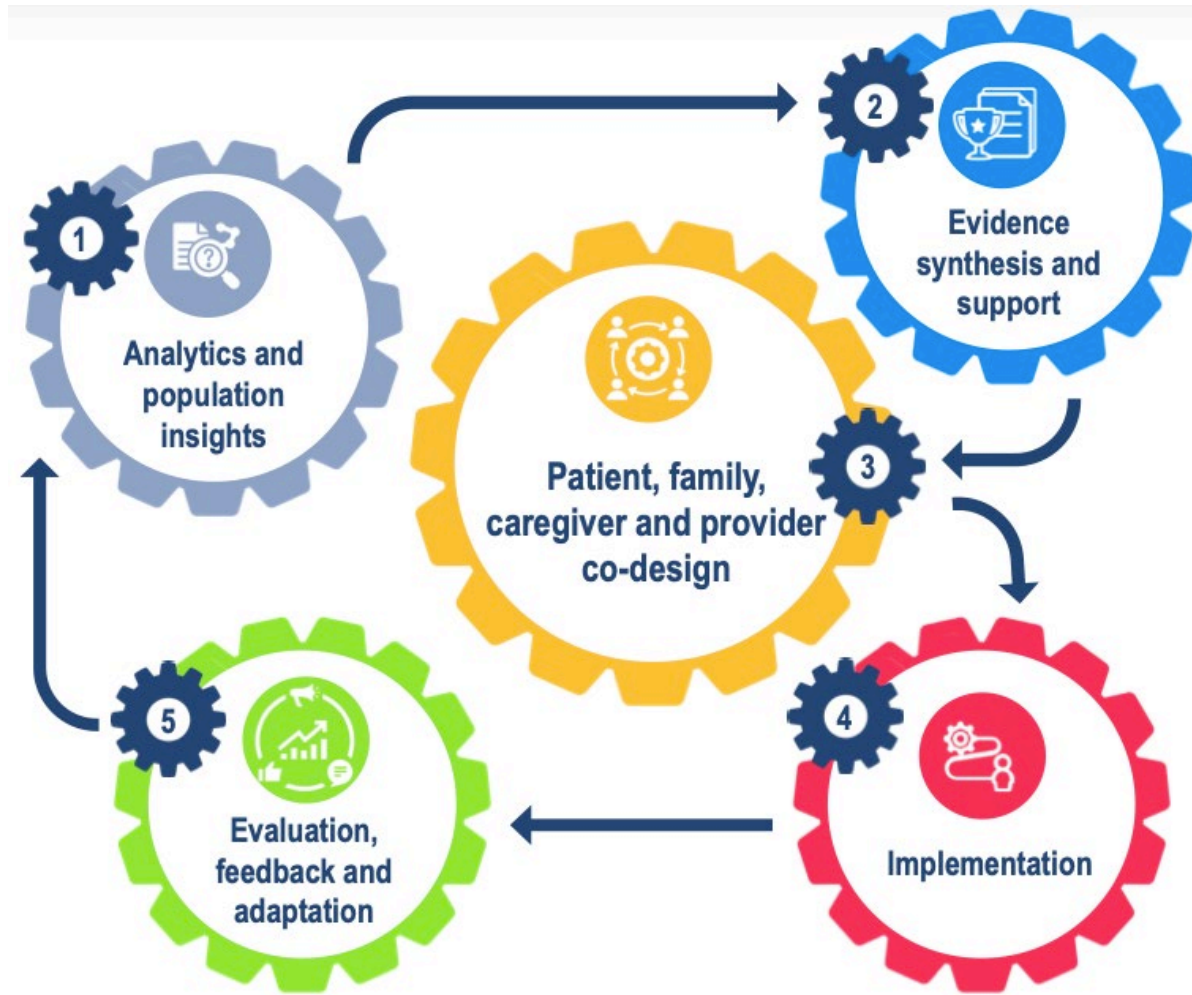 1
Analytics and
population
insights
2
Evidence
synthesis and
support
3
Patient, family,
caregiver and provider
co-design
4
Implementation
5
Evaluation,
feedback and
adaptation